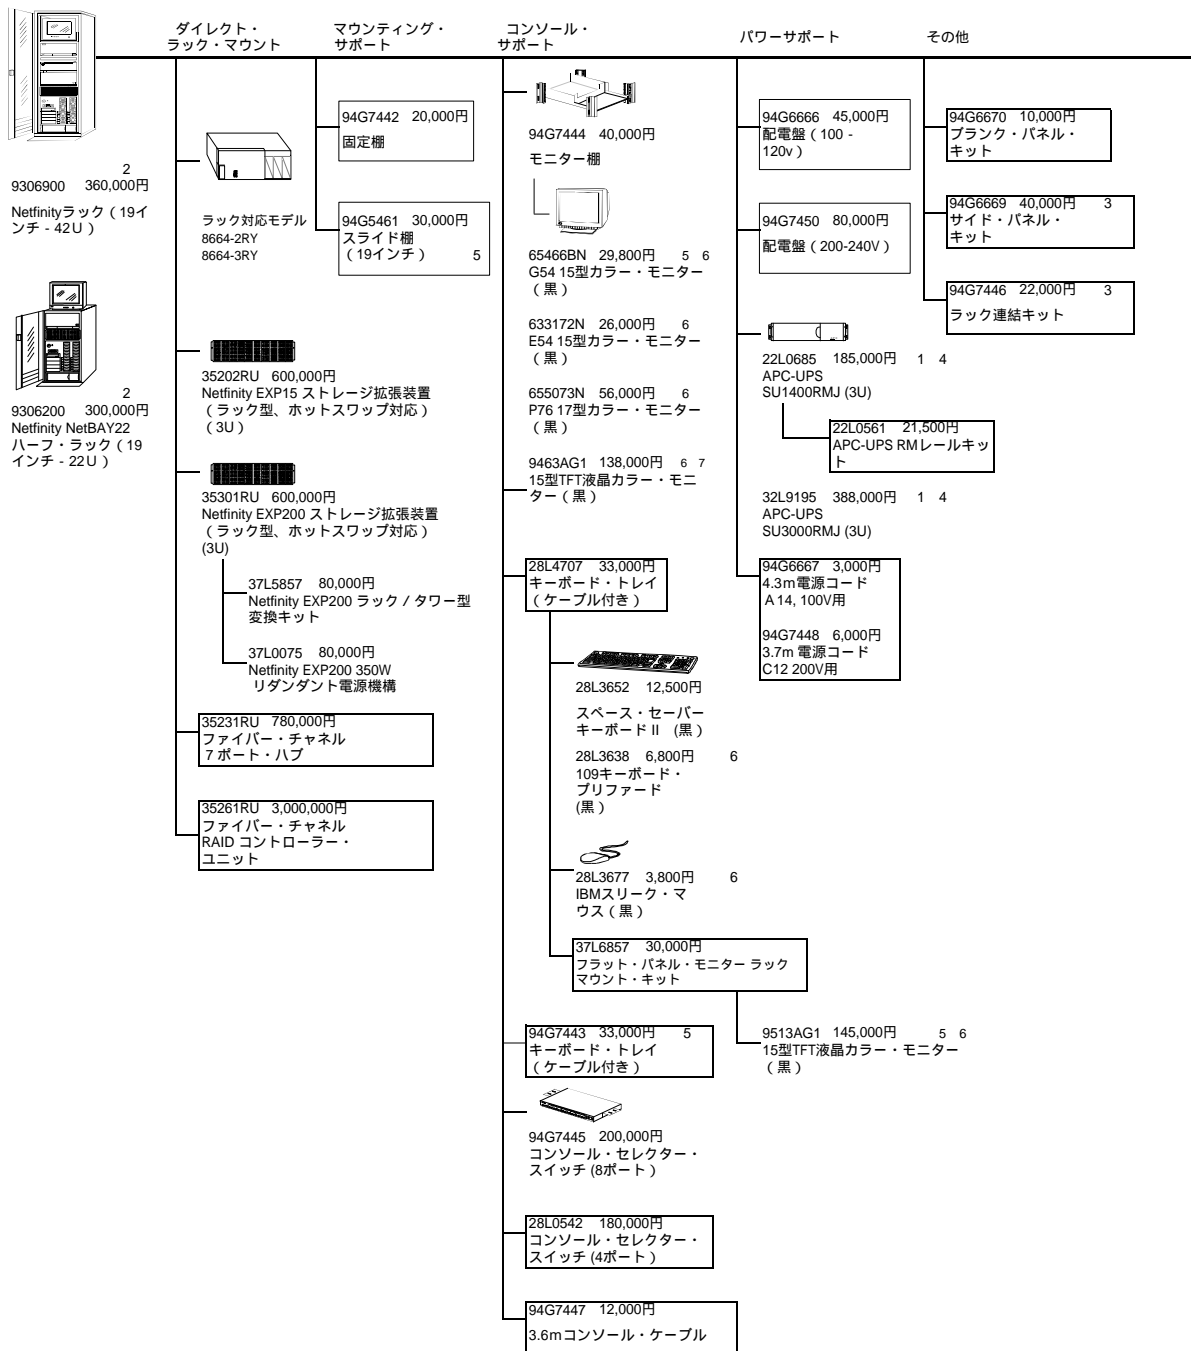 ダイレクト・
ラック・マウント
マウンティング・
サポート
コンソール・
サポート
パワーサポート
その他
2
9306900 360,000円
Netfinityラック（19イ
ンチ - 42U）
2
9306200 300,000円
Netfinity NetBAY22
ハーフ・ラック（19
インチ - 22U）
ラック対応モデル
8664-2RY
8664-3RY
35202RU 600,000円
Netfinity EXP15 ストレージ拡張装置
（ラック型、ホットスワップ対応）
（3U）
35301RU 600,000円
Netfinity EXP200 ストレージ拡張装置
（ラック型、ホットスワップ対応）
(3U)
37L5857 80,000円
Netfinity EXP200 ラック / タワー型
変換キット
37L0075 80,000円
Netfinity EXP200 350W
リダンダント電源機構
35231RU 780,000円
ファイバー・チャネル
７ポート・ハブ
35261RU 3,000,000円
ファイバー・チャネル
RAID コントローラー・
ユニット
94G7442 20,000円
固定棚
94G5461 30,000円
スライド棚
（19インチ） 5
94G7444 40,000円
モニター棚
65466BN 29,800円 5 6
G54 15型カラー・モニター
（黒）
633172N 26,000円 6
E54 15型カラー・モニター
（黒）
655073N 56,000円 6
P76 17型カラー・モニター
（黒）
9463AG1 138,000円 6 7
15型TFT液晶カラー・モニ
ター（黒）
28L4707 33,000円
キーボード・トレイ
（ケーブル付き）
28L3652 12,500円
スペース・セーバー
キーボードⅡ (黒）
28L3638 6,800円 6
109キーボード・
プリファード
(黒）
28L3677 3,800円 6
IBMスリーク・マ
ウス（黒）
37L6857 30,000円
フラット・パネル・モニター ラック
マウント・キット
9513AG1 145,000円 5 6
15型TFT液晶カラー・モニター
（黒）
94G7443 33,000円 5
キーボード・トレイ
（ケーブル付き）
94G7445 200,000円
コンソール・セレクター・
スイッチ (8ポート）
28L0542 180,000円
コンソール・セレクター・
スイッチ (4ポート）
94G7447 12,000円
3.6mコンソール・ケーブル
94G6666 45,000円
配電盤（100 -
120v）
94G7450 80,000円
配電盤（200-240V）
22L0685 185,000円 1 4
APC-UPS
SU1400RMJ (3U)
22L0561 21,500円
APC-UPS RMレールキッ
ト
32L9195 388,000円 1 4
APC-UPS
SU3000RMJ (3U)
94G6667 3,000円
4.3m電源コード
A 14, 100V用
94G7448 6,000円
3.7m 電源コード
C12 200V用
94G6670 10,000円
ブランク・パネル・
キット
94G6669 40,000円 3
サイド・パネル・
キット
94G7446 22,000円 3
ラック連結キット